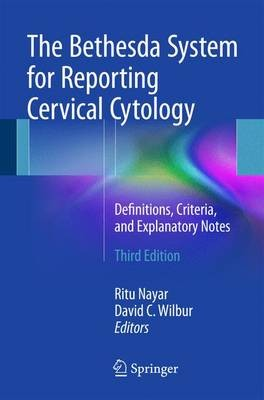 The Bethesda System
for Reporting
Cervical Cytology
Definitions, Criteria,
and Explanatory Notes
Third Edition
Ritu Nayar
David C. Wilbur
Editors
Springer